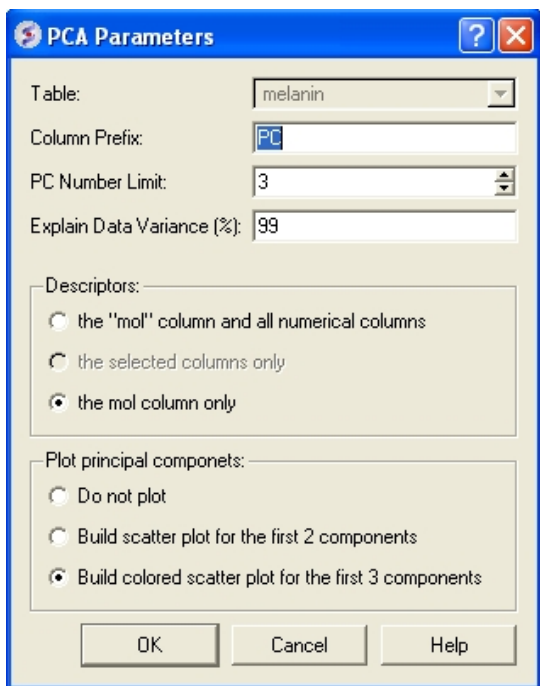 PCA Parameters
Table: melanin
Column Prefix: PC
PC Number Limit: 3
Explain Data Variance (%): 99
Descriptors:
the "mol" column and all numerical columns
the selected columns only
the mol column only
Plot principal componets:
Do not plot
Build scatter plot for the first 2 components
Build colored scatter plot for the first 3 components
OK Cancel Help